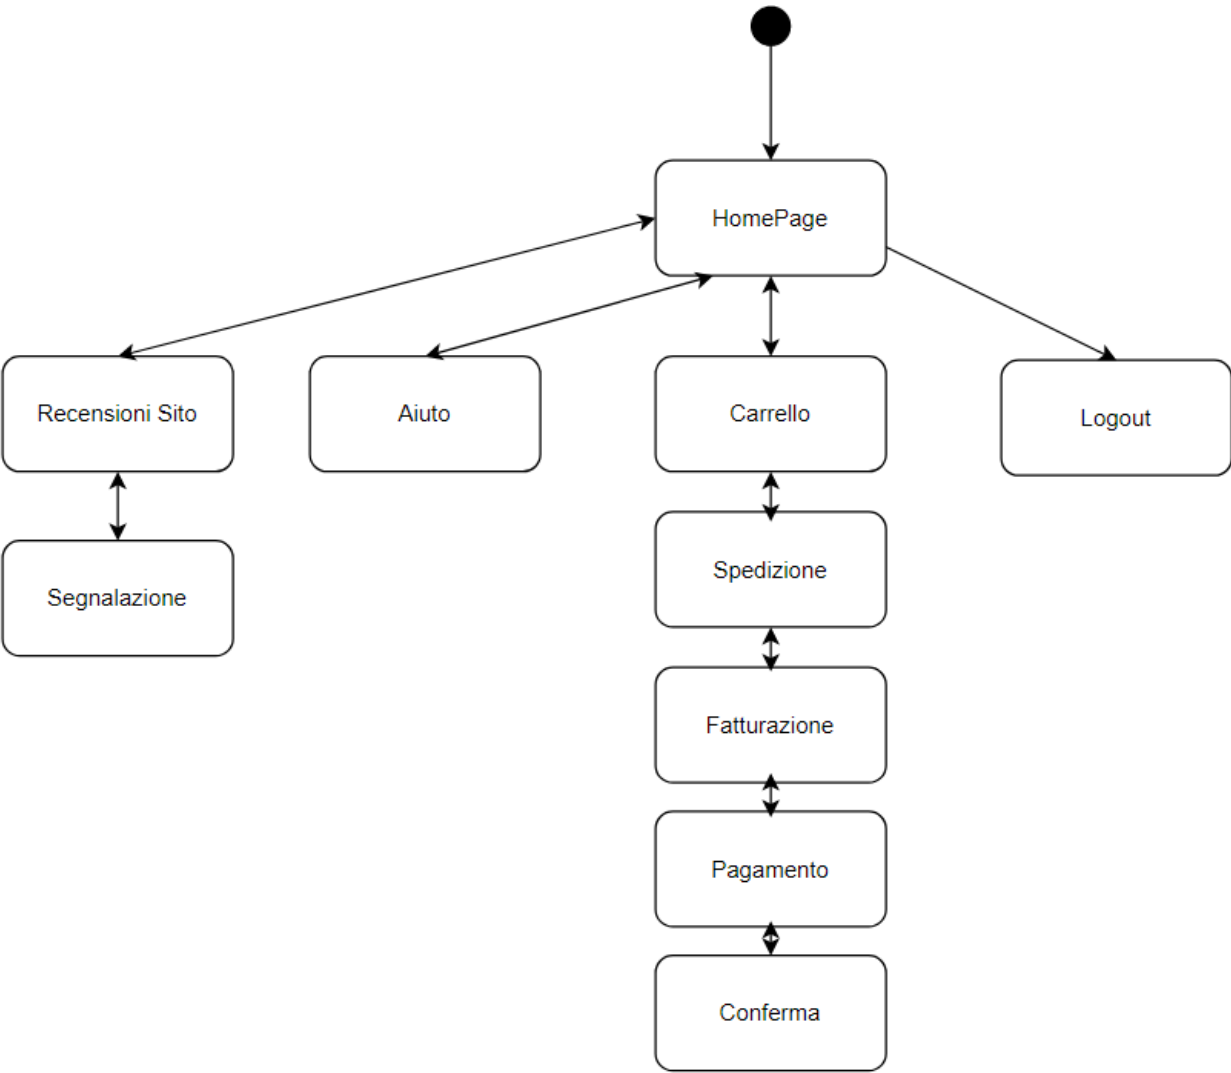 HomePage
Recensioni Sito
Aiuto
Carrello
Logout
Segnalazione
Spedizione
Fatturazione
Pagamento
Conferma